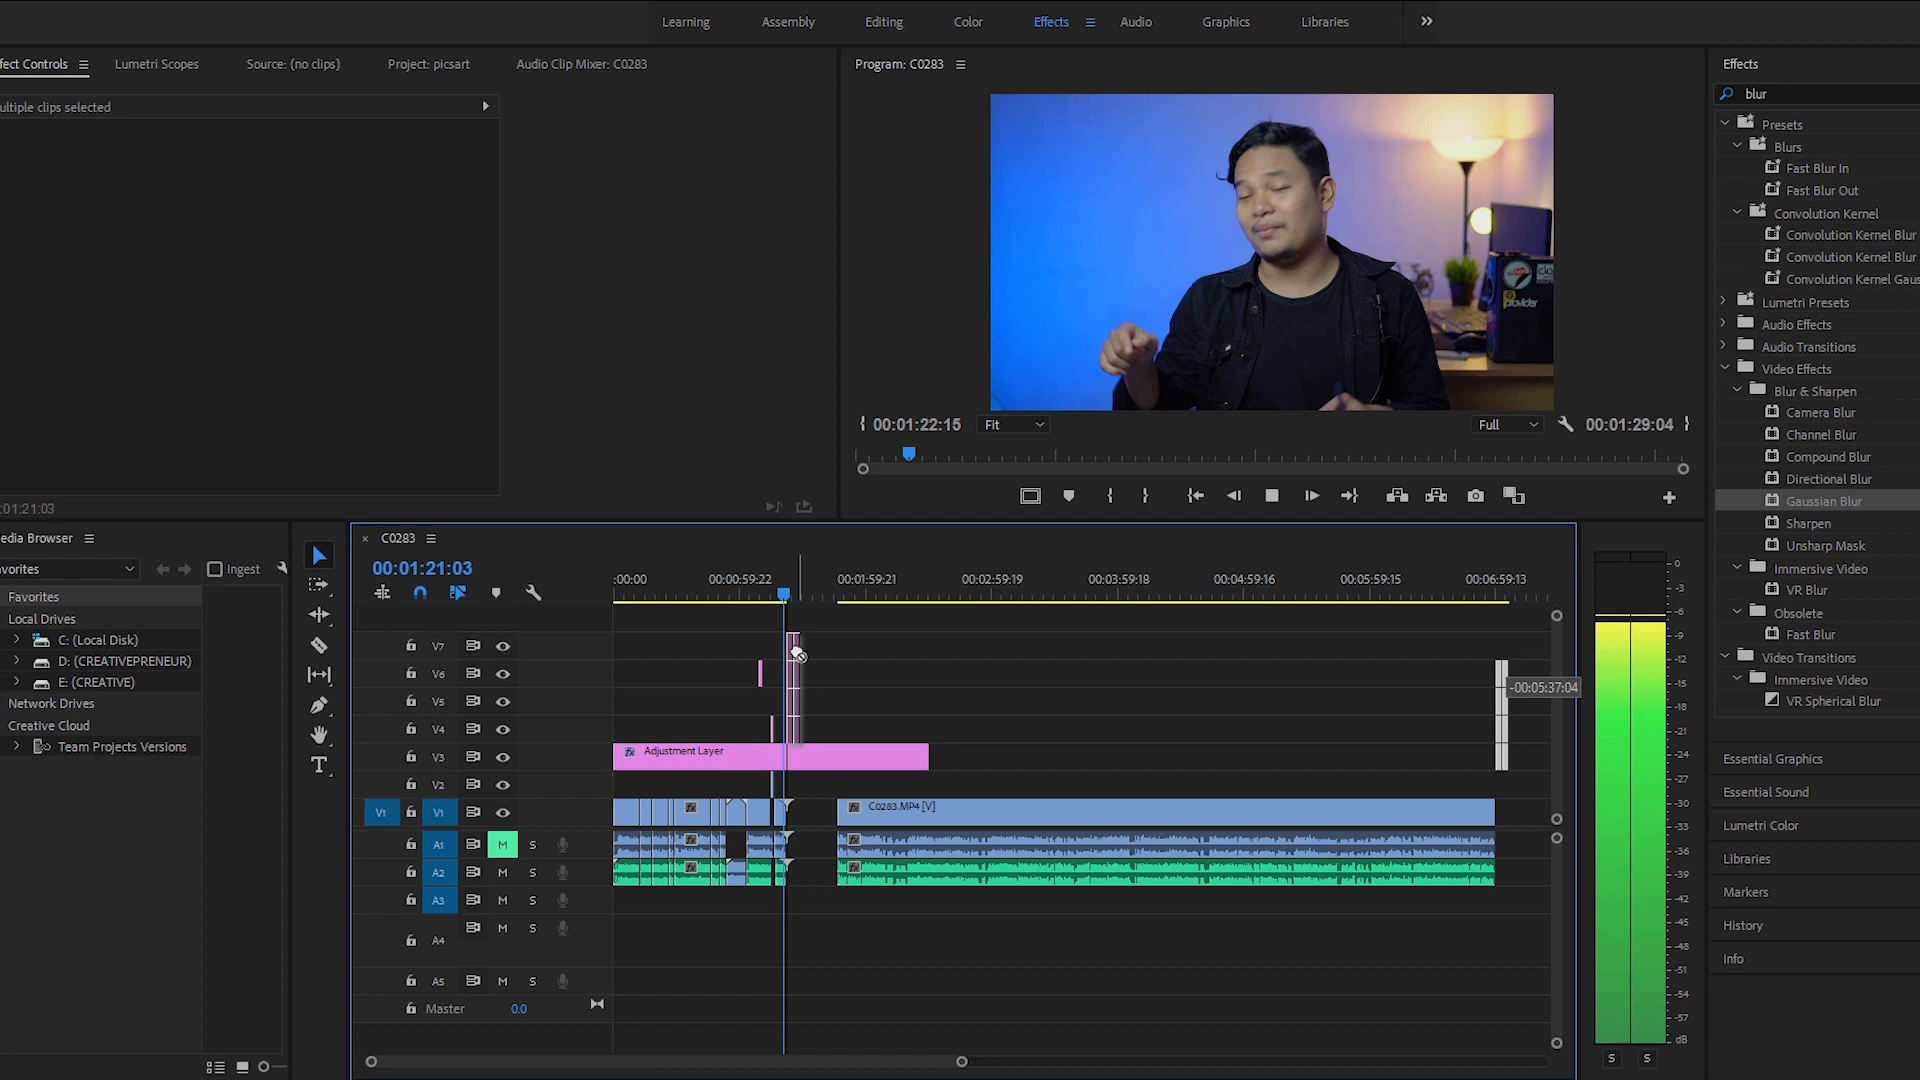 Learning Assembly Editing Color Effects Audio Graphics Libraries
ffect Controls Lumetri Scopes Source: (no clips) Project: picsart Audio Clip Mixer: C0283
ultiple clips selected
:01:21:03
Program: C0283
provider
00:01:22:15 Fit Full 00:01:29:04
Effects
blur
Presets
Blurs
Fast Blur In
Fast Blur Out
Convolution Kernel
Convolution Kernel Blur
Convolution Kernel Blur
Convolution Kernel Gaus
Lumetri Presets
Audio Effects
Audio Transitions
Video Effects
Blur & Sharpen
Camera Blur
Channel Blur
Compound Blur
Directional Blur
Gaussian Blur
Sharpen
Unsharp Mask
Immersive Video
VR Blur
Obsolete
Fast Blur
Video Transitions
Immersive Video
VR Spherical Blur
Essential Graphics
Essential Sound
Lumetri Color
Libraries
Markers
History
Info
edia Browser
avorites Ingest
Favorites
Local Drives
C: (Local Disk)
D: (CREATIVEPRENEUR)
E: (CREATIVE)
Network Drives
Creative Cloud
Team Projects Versions
× C0283
00:01:21:03
:00:00 00:00:59:22 00:01:59:21 00:02:59:19 00:03:59:18 00:04:59:16 00:05:59:15 00:06:59:13
V7
V6
-00:05:37:04
V5
V4
V3 fx Adjustment Layer
V2
V1 V1 fx fx C0283.MP4 [V]
A1 M S fx fx
A2 M S fx fx
A3 M S
A4 M S
A5 M S
Master 0.0
0
-3
-6
-9
-12
-15
-18
-21
-24
-27
-30
-33
-36
-39
-42
-45
-48
-51
-54
-57
dB
S S